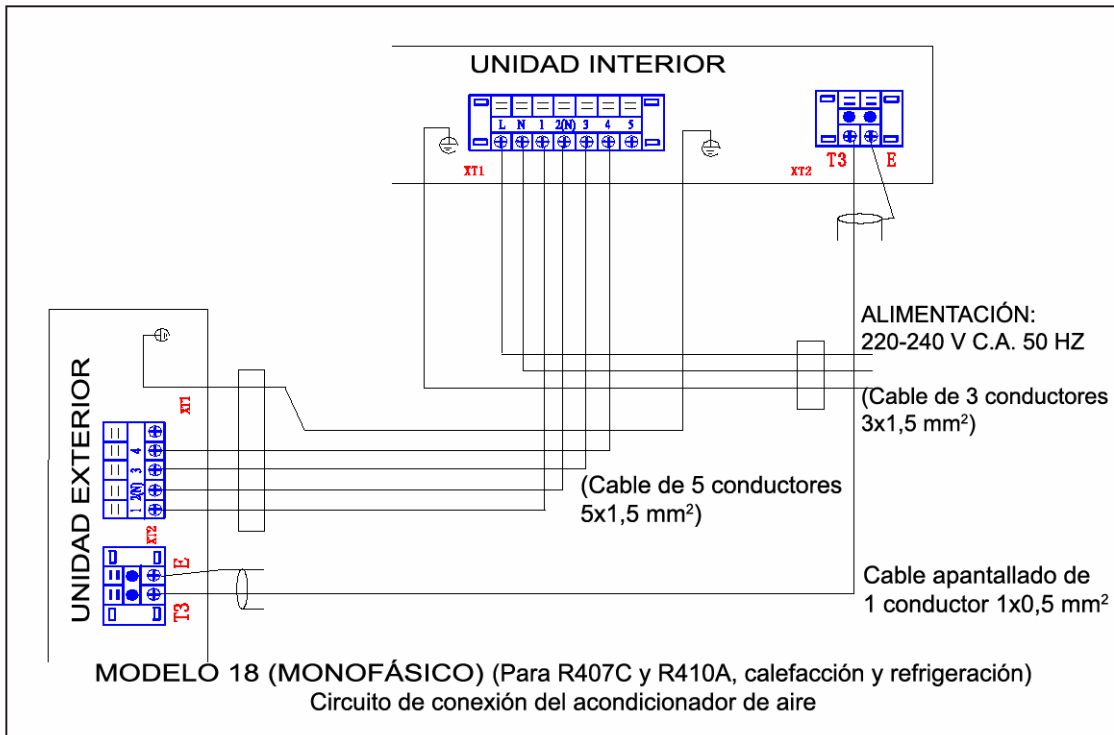 UNIDAD INTERIOR
L N 1 2(N) 3 4 5
XT1
XT2
T3 E
ALIMENTACIÓN:
220-240 V C.A. 50 HZ
(Cable de 3 conductores
3x1,5 mm²)
UNIDAD EXTERIOR
XT1
1 2(N) 3 4
(Cable de 5 conductores
5x1,5 mm²)
XT2
E
T3
Cable apantallado de
1 conductor 1x0,5 mm²
MODELO 18 (MONOFÁSICO) (Para R407C y R410A, calefacción y refrigeración)
Circuito de conexión del acondicionador de aire